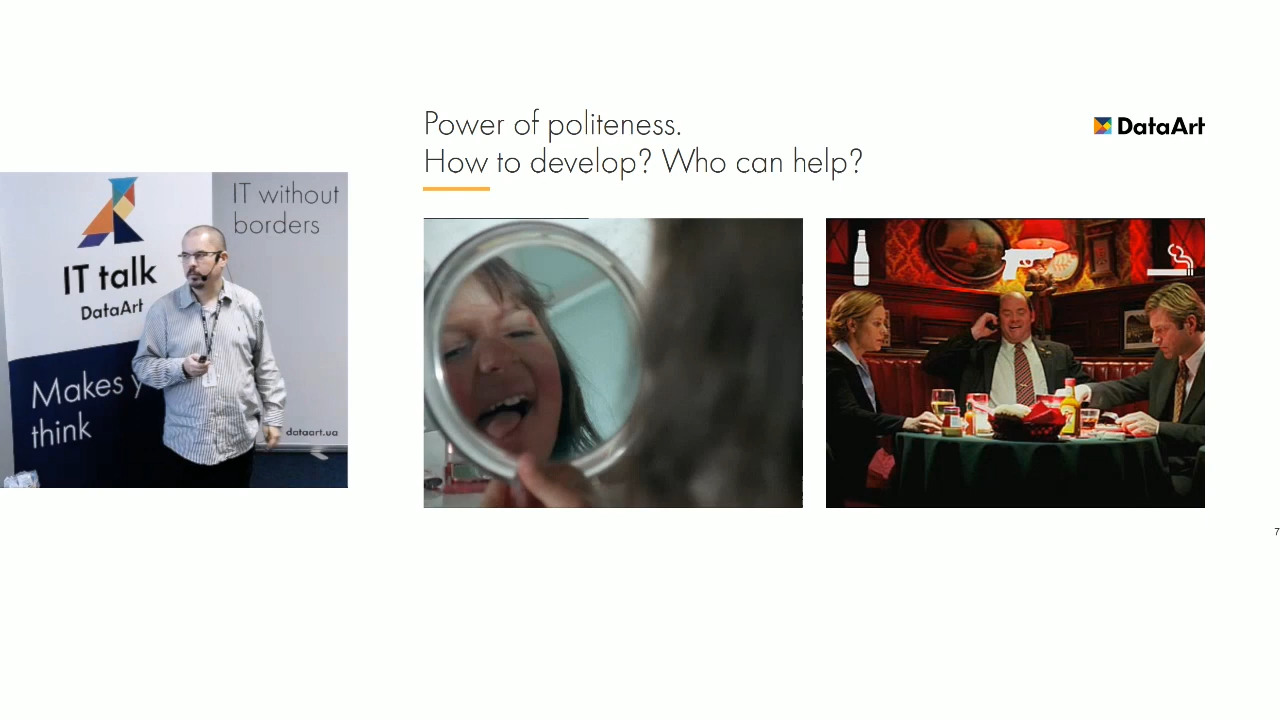 Power of politeness.
How to develop? Who can help?
DataArt
IT without
borders
IT talk
DataArt
Makes y
think
dataart.ua
7